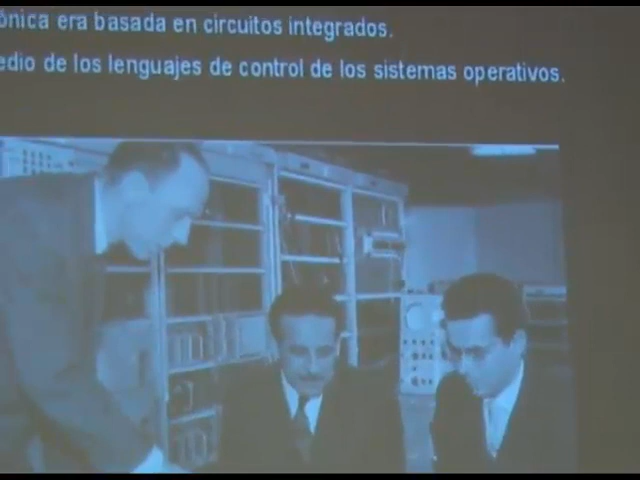 ónica era basada en circuitos integrados.
edio de los lenguajes de control de los sistemas operativos.